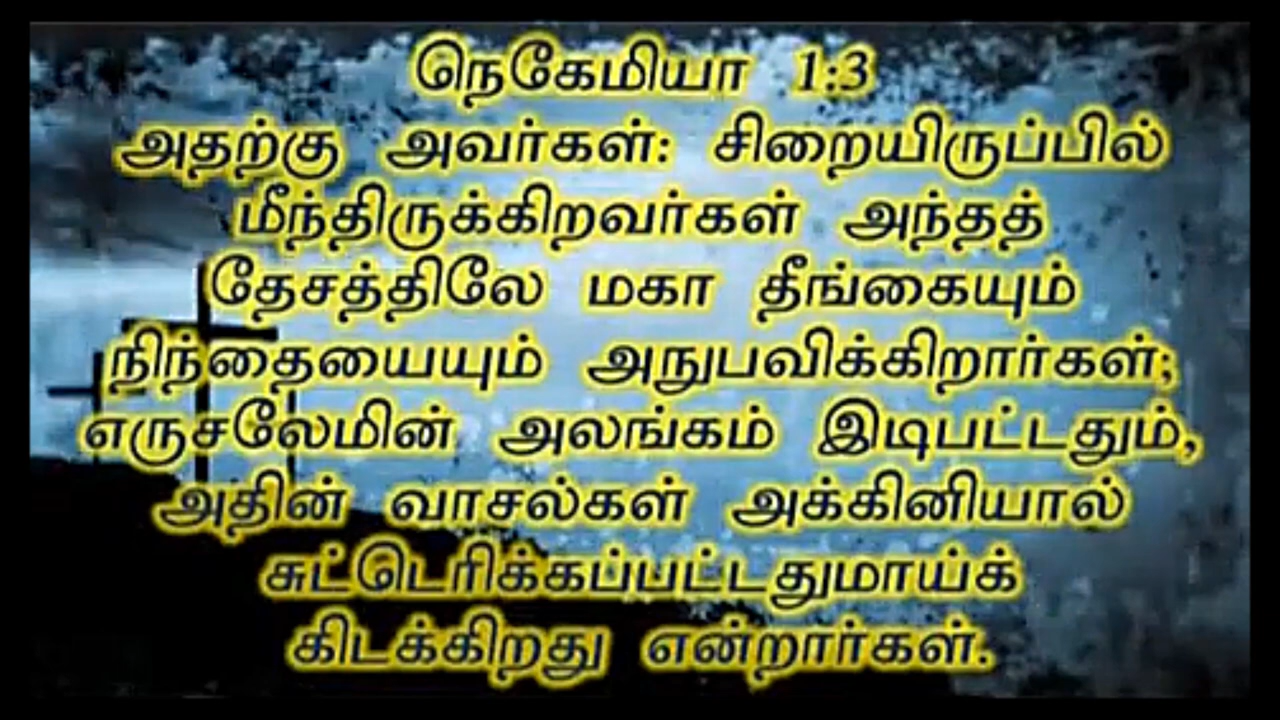 நெகேமியா 1:3
அதற்கு அவர்கள்: சிறையிருப்பில்
மீந்திருக்கிறவர்கள் அந்தத்
தேசத்திலே மகா தீங்கையும்
நிந்தையையும் அநுபவிக்கிறார்கள்;
எருசலேமின் அலங்கம் இடிபட்டதும்,
அதின் வாசல்கள் அக்கினியால்
சுட்டெரிக்கப்பட்டதுமாய்க்
கிடக்கிறது என்றார்கள்.